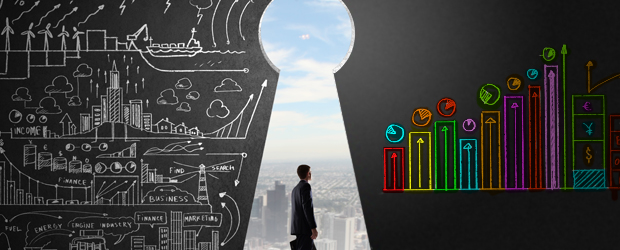 INCOME
FINANCE
FIND SEARCH
BUSINESS
FINANCE MARKETING
FUEL ENERGY ENGINE INDUSTRY
€
¥
$